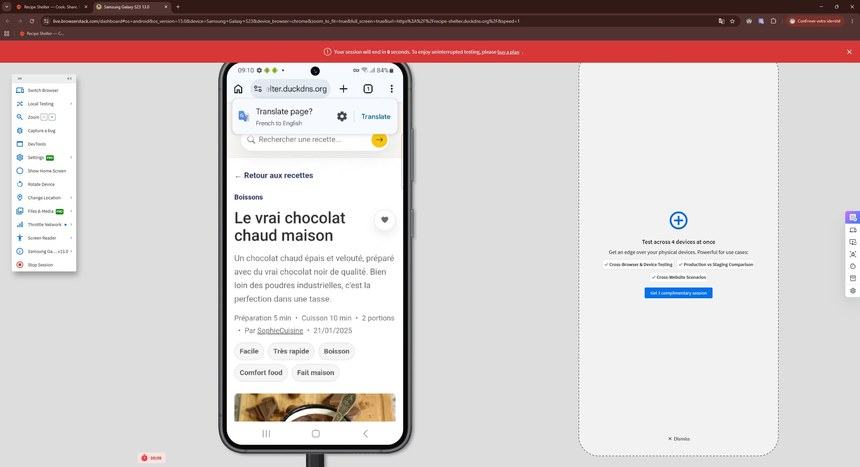 Recipe Shelter — Cook. Share.
Samsung Galaxy S23 13.0
live.browserstack.com/dashboard#os=android&os_version=13.0&device=Samsung+Galaxy+S23&device_browser=chrome&zoom_to_fit=true&full_screen=true&url=https%3A%2F%2Frecipe-shelter.duckdns.org%2F&speed=1
Confirmer votre identité
Recipe Shelter — C...
Your session will end in 0 seconds. To enjoy uninterrupted testing, please buy a plan .
Switch Browser
Local Testing
Zoom
Capture a bug
DevTools
Settings PRO
Show Home Screen
Rotate Device
Change Location
Files & Media PRO
Throttle Network
Screen Reader
Samsung Ga... v13.0
Stop Session
09:10
84%
elter.duckdns.org
1
Translate page?
French to English
Translate
Rechercher une recette...
← Retour aux recettes
Boissons
Le vrai chocolat
chaud maison
Un chocolat chaud épais et velouté, préparé
avec du vrai chocolat noir de qualité. Bien
loin des poudres industrielles, c'est la
perfection dans une tasse.
Préparation 5 min • Cuisson 10 min • 2 portions
• Par SophieCuisine • 21/01/2025
Facile
Très rapide
Boisson
Comfort food
Fait maison
Test across 4 devices at once
Get an edge over your physical devices. Powerful for use cases:
✓ Cross-Browser & Device Testing
✓ Production vs Staging Comparison
✓ Cross-Website Scenarios
Get 1 complimentary session
✕ Dismiss
00:00